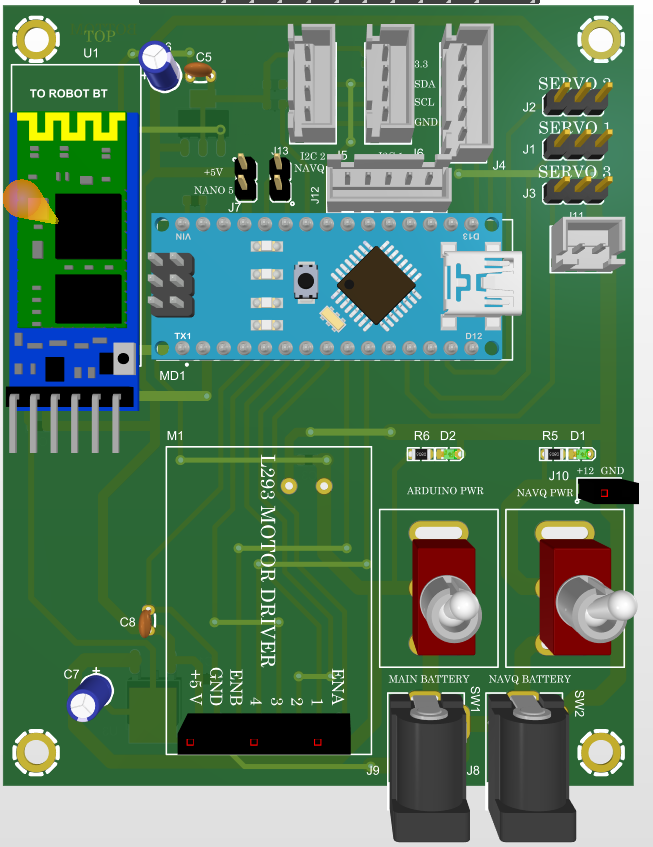 TOP
U1
C5
TO ROBOT BT
3.3
SDA
SCL
GND
SERVO 2
J2
SERVO 1
J1
SERVO 3
J3
J13
I2C 2
J5
J6
J4
+5V
NAVQ
NANO 5
J7
J12
J11
VIN
D13
TX1
D12
MD1
M1
R6 D2
R5 D1
J10
+12 GND
ARDUINO PWR
NAVQ PWR
L293 MOTOR DRIVER
C8
C7
+5 V
GND
ENB
4
3
2
1
ENA
MAIN BATTERY
NAVQ BATTERY
SW1
SW2
J9
J8